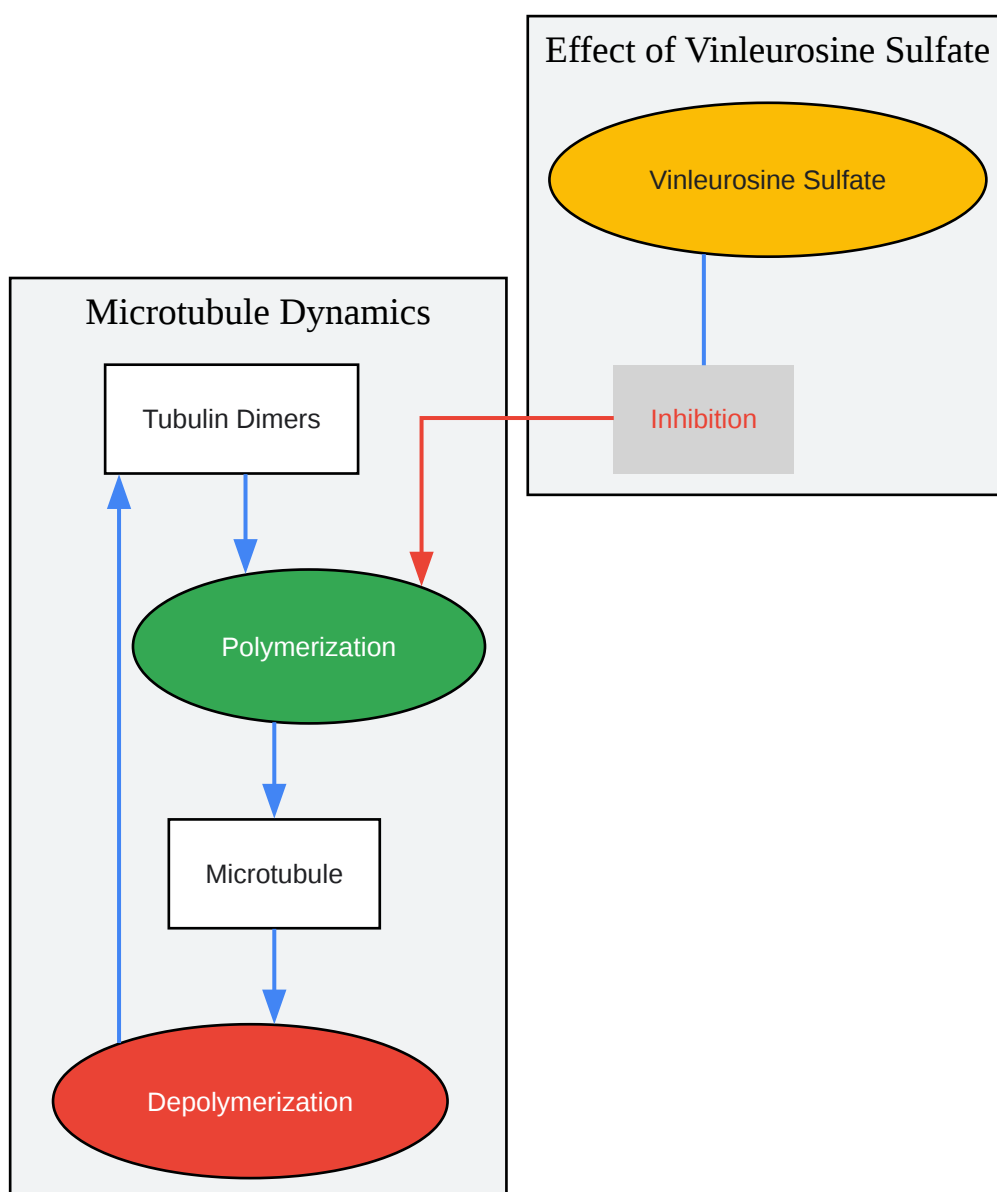 Effect of Vinleurosine Sulfate
Vinleurosine Sulfate
Inhibition
Microtubule Dynamics
Tubulin Dimers
Polymerization
Microtubule
Depolymerization